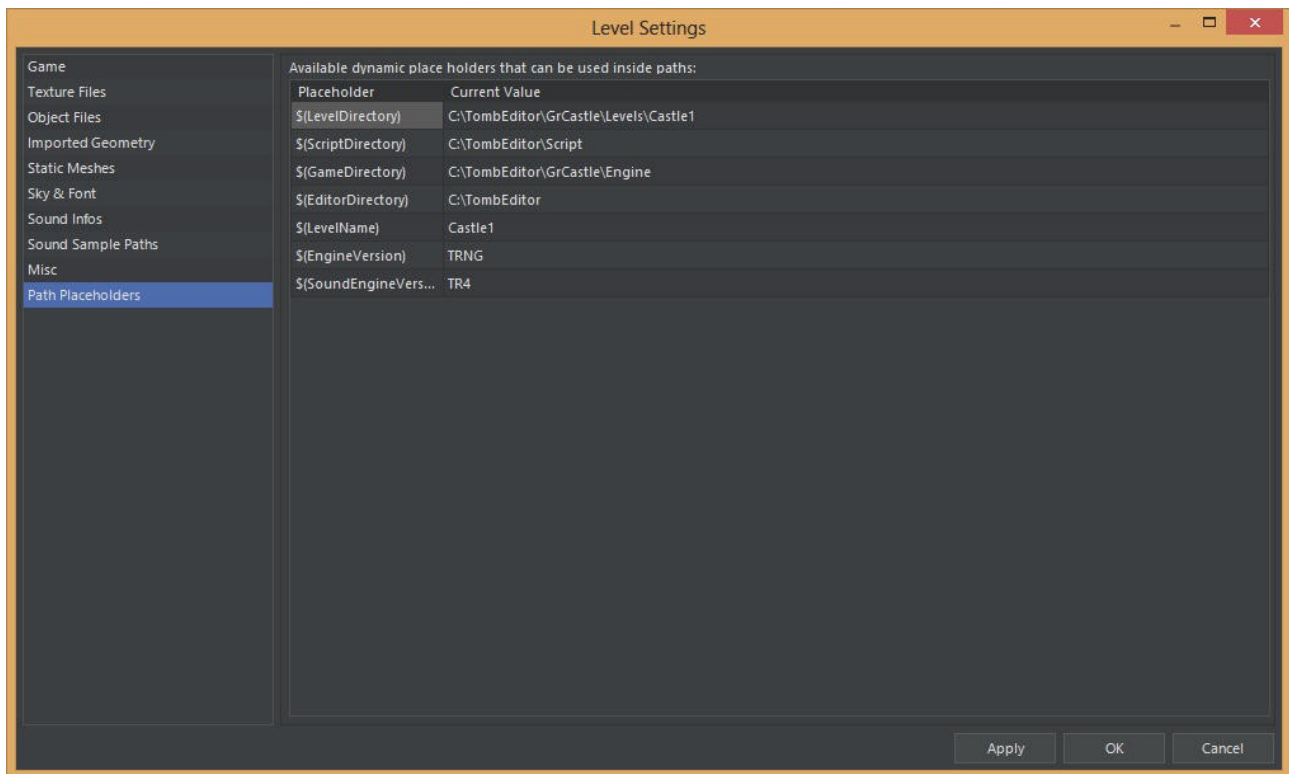 Level Settings
Game
Texture Files
Object Files
Imported Geometry
Static Meshes
Sky & Font
Sound Infos
Sound Sample Paths
Misc
Path Placeholders
Available dynamic place holders that can be used inside paths:
Placeholder Current Value
$(LevelDirectory) C:\TombEditor\GrCastle\Levels\Castle1
$(ScriptDirectory) C:\TombEditor\Script
$(GameDirectory) C:\TombEditor\GrCastle\Engine
$(EditorDirectory) C:\TombEditor
$(LevelName) Castle1
$(EngineVersion) TRNG
$(SoundEngineVers... TR4
Apply OK Cancel